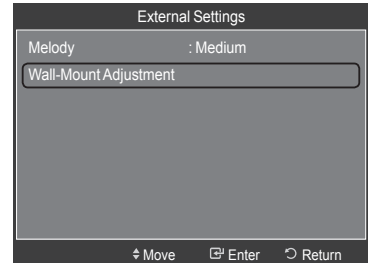 External Settings
Melody : Medium
Wall-Mount Adjustment
Move Enter Return